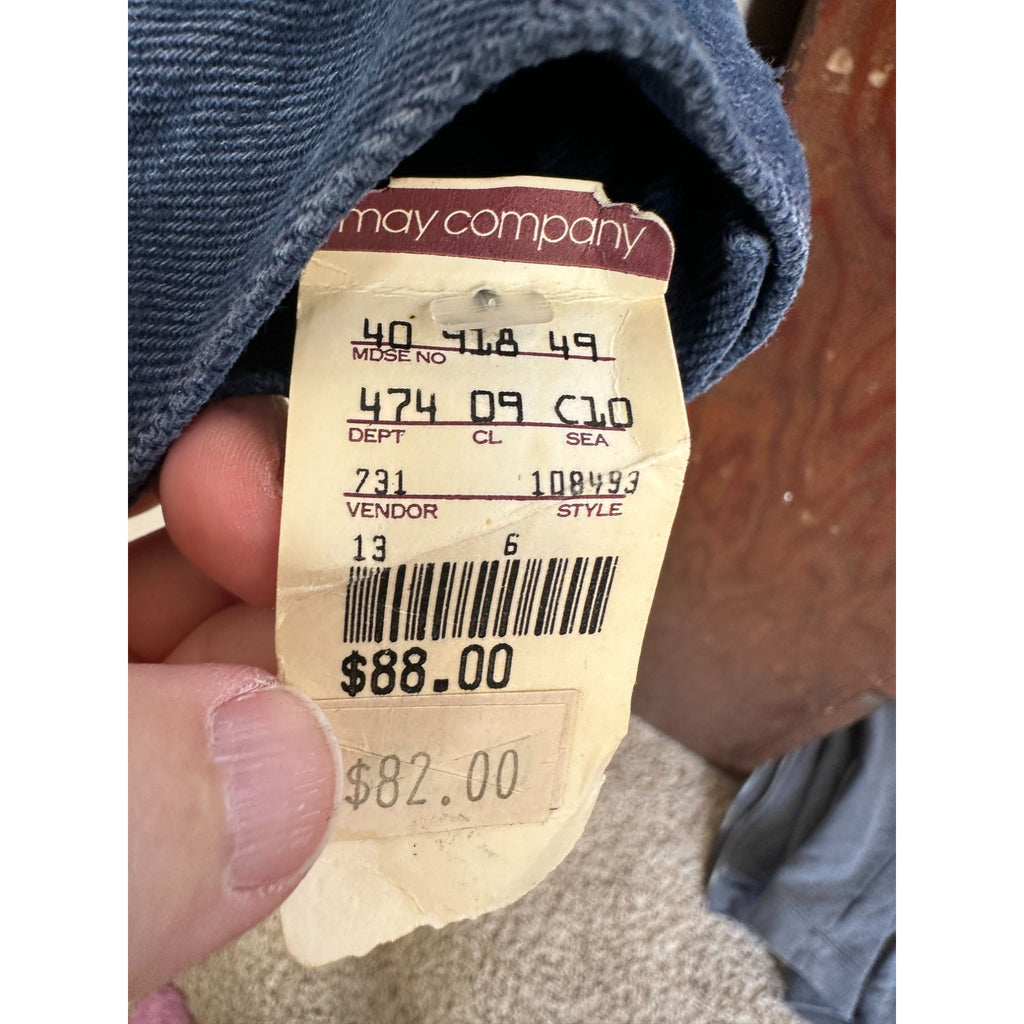 may company
40 918 49
MDSE NO
474 09 C10
DEPT CL SEA
731 108493
VENDOR STYLE
13 6
$88.00
$82.00